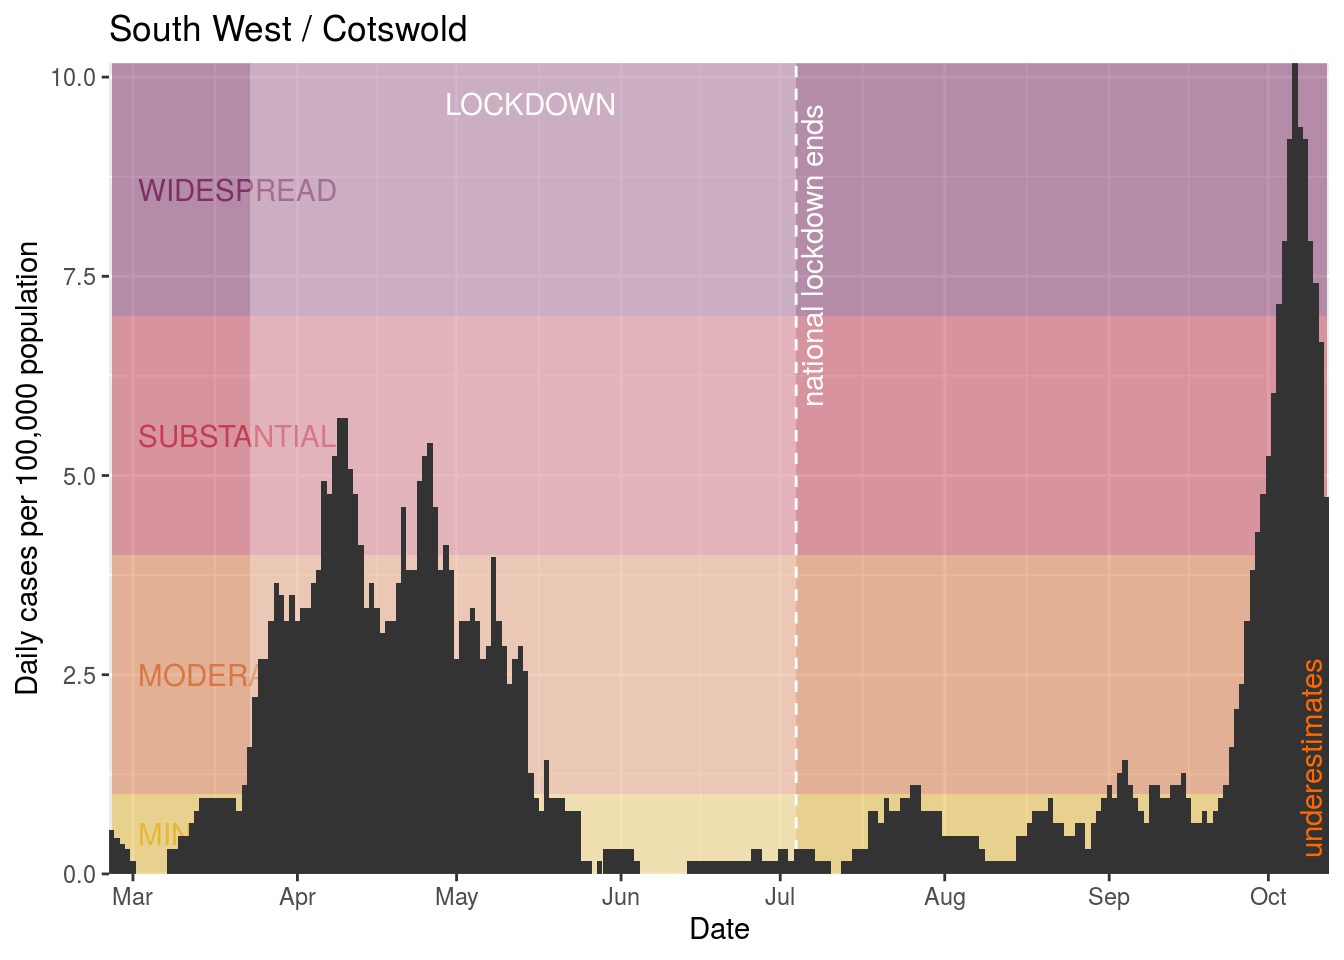 South West / Cotswold
Daily cases per 100,000 population
10.0
7.5
5.0
2.5
0.0
LOCKDOWN
WIDESPREAD
SUBSTANTIAL
MODERA
MIN
national lockdown ends
underestimates
Mar Apr May Jun Jul Aug Sep Oct
Date